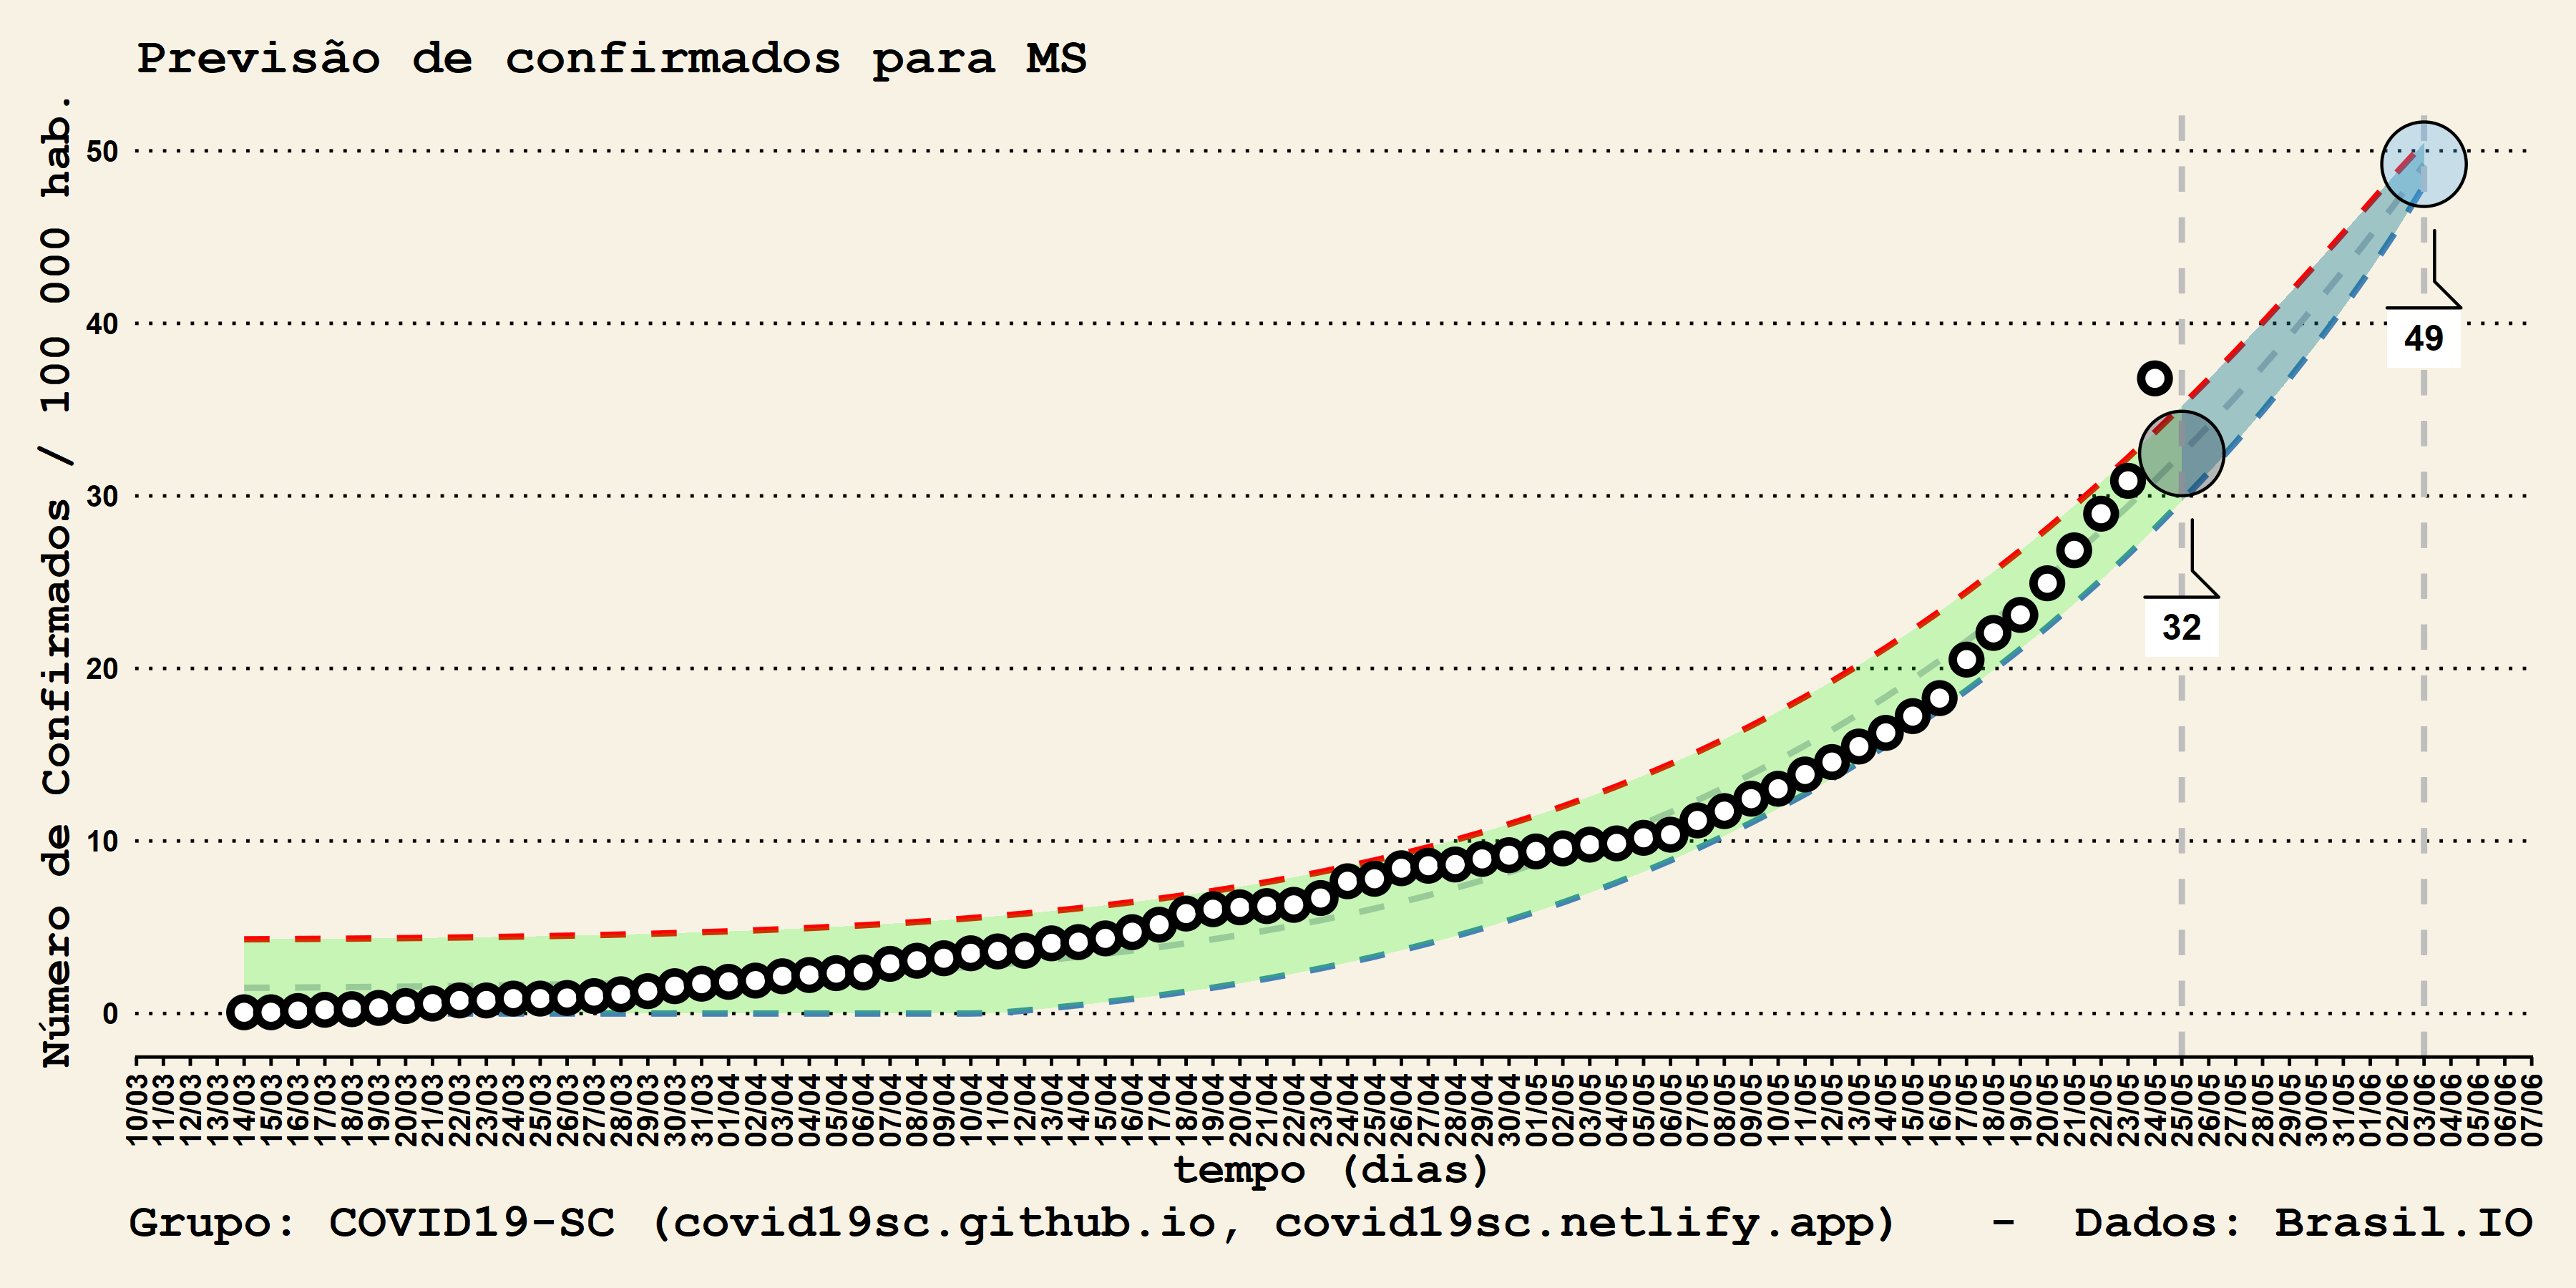 Previsão de confirmados para MS
Número de Confirmados / 100 000 hab.
50
40
30
20
10
0
49
32
10/03 11/03 12/03 13/03 14/03 15/03 16/03 17/03 18/03 19/03 20/03 21/03 22/03 23/03 24/03 25/03 26/03 27/03 28/03 29/03 30/03 31/03 01/04 02/04 03/04 04/04 05/04 06/04 07/04 08/04 09/04 10/04 11/04 12/04 13/04 14/04 15/04 16/04 17/04 18/04 19/04 20/04 21/04 22/04 23/04 24/04 25/04 26/04 27/04 28/04 29/04 30/04 01/05 02/05 03/05 04/05 05/05 06/05 07/05 08/05 09/05 10/05 11/05 12/05 13/05 14/05 15/05 16/05 17/05 18/05 19/05 20/05 21/05 22/05 23/05 24/05 25/05 26/05 27/05 28/05 29/05 30/05 31/05 01/06 02/06 03/06 04/06 05/06 06/06 07/06
tempo (dias)
Grupo: COVID19-SC (covid19sc.github.io, covid19sc.netlify.app) - Dados: Brasil.IO